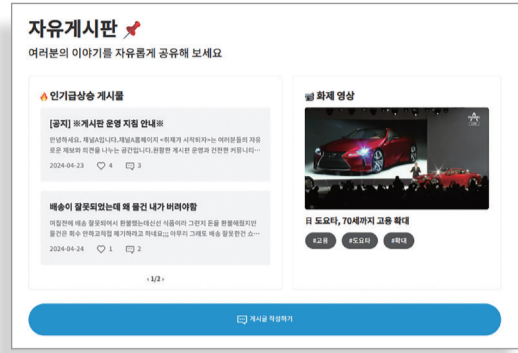 자유게시판
여러분의 이야기를 자유롭게 공유해 보세요
인기급상승 게시물
[공지] ※게시판 운영 지침 안내※
안녕하세요. 채널A입니다.채널A홈페이지 <취재가 시작되자>는 여러분들의 자유
로운 제보와 의견을 나누는 공간입니다.원활한 게시판 운영과 건전한 커뮤니티…
2024-04-23 4 3
배송이 잘못되었는데 왜 물건 내가 버려야함
며칠전에 배송 잘못되어서 환불했는데신선 식품이라 그런지 돈을 환불해줬지만
물건은 회수 안하고직접 폐기하라고 하네요;;; 아무리 그래도 배송 잘못한건 쇼…
2024-04-24 1 2
‹ 1/2 ›
화제 영상
日 도요타, 70세까지 고용 확대
#고용 #도요타 #확대
게시글 작성하기